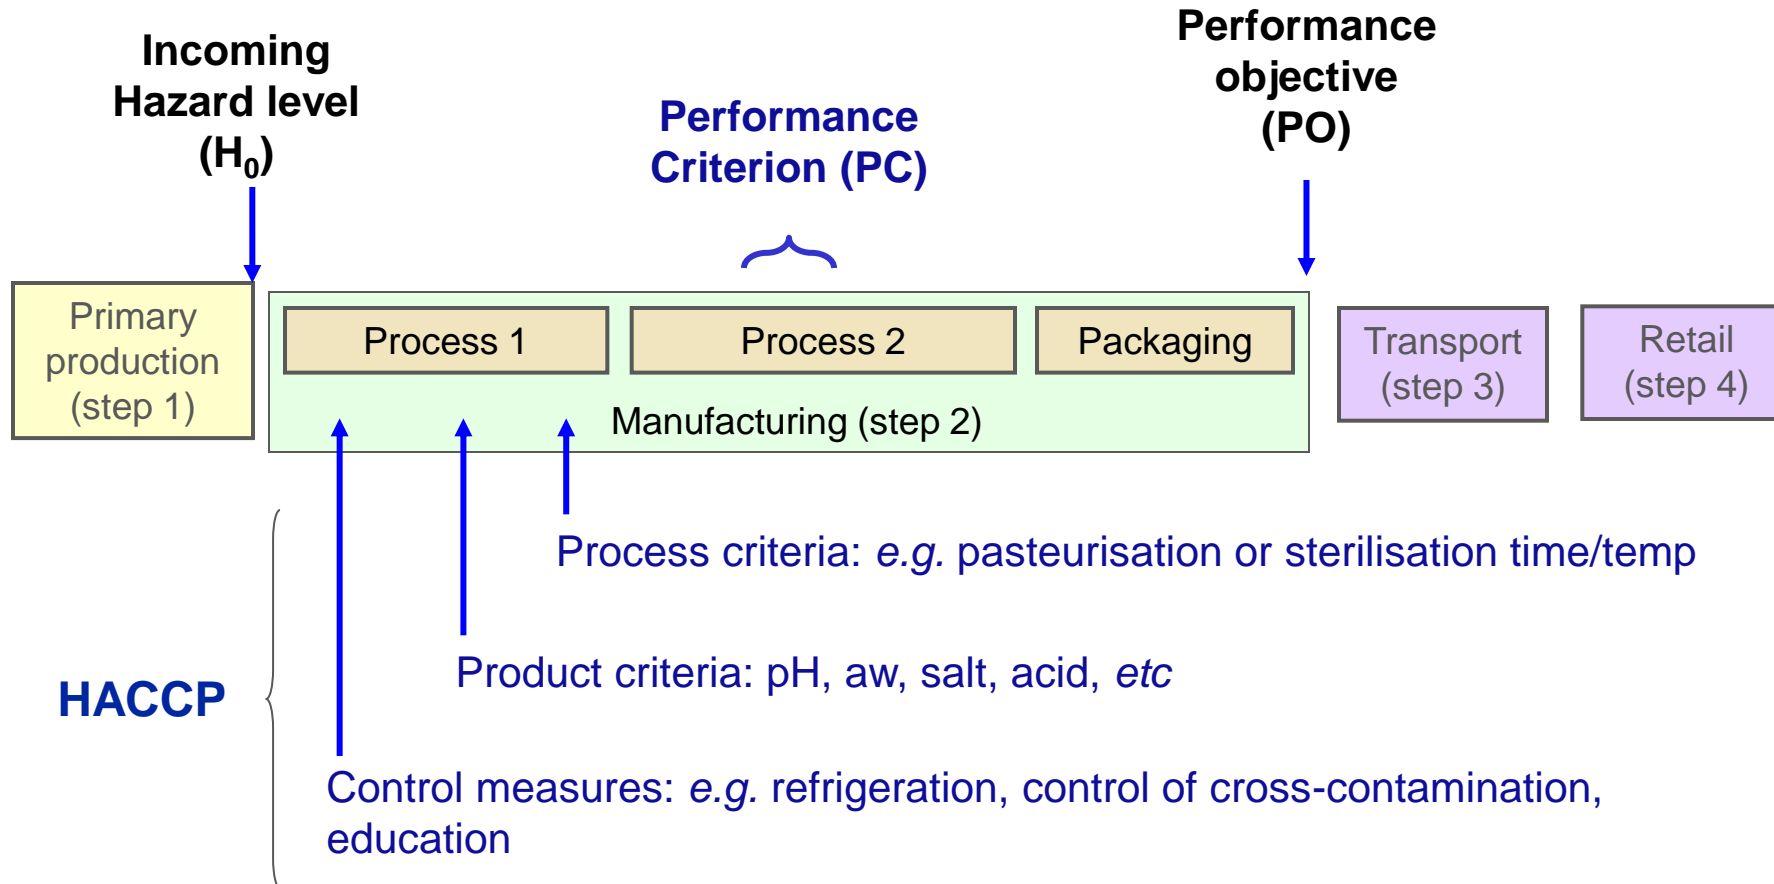 Incoming
Hazard level
(H₀)
Performance
Criterion (PC)
Performance
objective
(PO)
Primary
production
(step 1)
Process 1
Process 2
Packaging
Manufacturing (step 2)
Transport
(step 3)
Retail
(step 4)
Process criteria: e.g. pasteurisation or sterilisation time/temp
Product criteria: pH, aw, salt, acid, etc
HACCP
Control measures: e.g. refrigeration, control of cross-contamination,
education